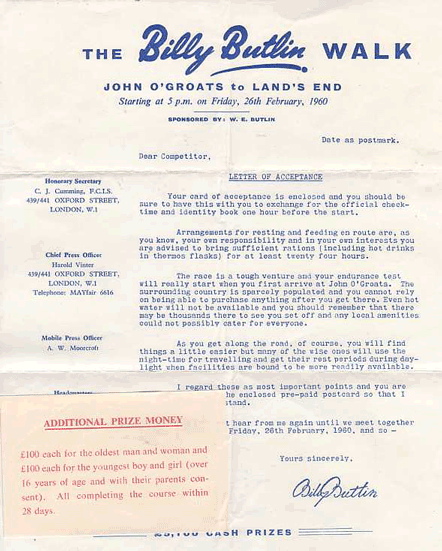 THE Billy Butlin WALK
JOHN O'GROATS to LAND'S END
Starting at 5 p.m. on Friday, 26th February, 1960
SPONSORED BY: W. E. BUTLIN
Date as postmark.
Dear Competitor,
LETTER OF ACCEPTANCE
Honorary Secretary
C. J. Cumming, F.C.I.S.
439/441 OXFORD STREET,
LONDON, W.1
Chief Press Officer
Harold Vinter
439/441 OXFORD STREET,
LONDON, W.1
Telephone: MAYfair 6616
Mobile Press Officer
A. W. Moorcroft
Headquarters
Your card of acceptance is enclosed and you should be
sure to have this with you to exchange for the official check-
time and identity book one hour before the start.
Arrangements for resting and feeding en route are, as
you know, your own responsibility and in your own interests you
are advised to bring sufficient rations (including hot drinks
in thermos flasks) for at least twenty four hours.
The race is a tough venture and your endurance test
will really start when you first arrive at John O'Groats. The
surrounding country is sparcely populated and you cannot rely
on being able to purchase anything after you get there. Even hot
water will not be available and you should remember that there
may be thousands there to see you set off and any local amenities
could not possibly cater for everyone.
As you get along the road, of course, you will find
things a little easier but many of the wise ones will use the
night-time for travelling and get their rest periods during day-
light when facilities are bound to be more readily available.
I regard these as most important points and you are
he enclosed pre-paid postcard so that I
stand.
t hear from me again until we meet together
Friday, 26th February, 1960, and so -
Yours sincerely,
Billy Butlin
ADDITIONAL PRIZE MONEY
£100 each for the oldest man and woman and
£100 each for the youngest boy and girl (over
16 years of age and with their parents con-
sent). All completing the course within
28 days.
CASH PRIZES